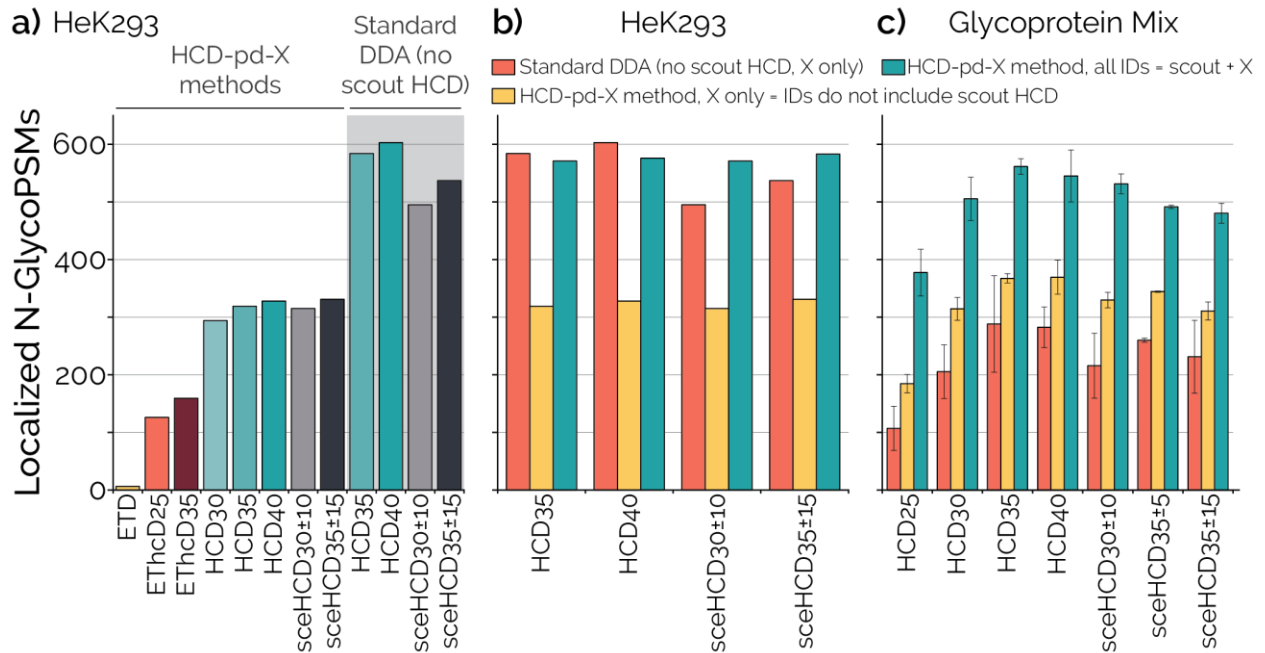 a) HeK293
HCD-pd-X
methods
Standard
DDA (no
scout HCD)
Localized N-GlycoPSMs
600
400
200
0
ETD
EThcD25
EThcD35
HCD30
HCD35
HCD40
sceHCD30±10
sceHCD35±15
HCD35
HCD40
sceHCD30±10
sceHCD35±15
b) HeK293
Standard DDA (no scout HCD, X only)
HCD-pd-X method, all IDs = scout + X
HCD-pd-X method, X only = IDs do not include scout HCD
HCD35
HCD40
sceHCD30±10
sceHCD35±15
c) Glycoprotein Mix
HCD25
HCD30
HCD35
HCD40
sceHCD30±10
sceHCD35±5
sceHCD35±15